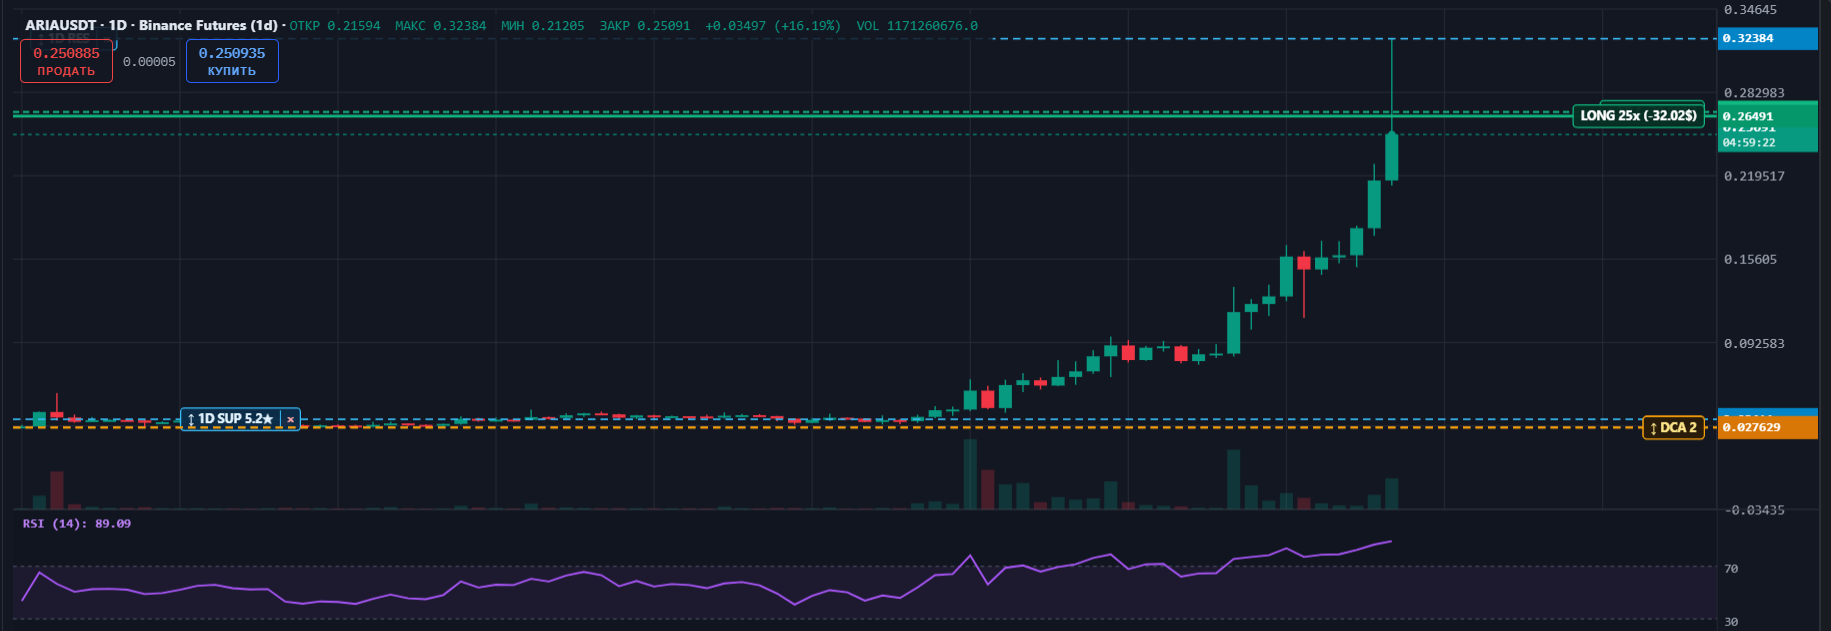 ARIAUSDT · 1D · Binance Futures (1d) · ОТКР 0.21594 МАКС 0.32384 МИН 0.21205 ЗАКР 0.25091 +0.03497 (+16.19%) VOL 1171260676.0
0.250885
ПРОДАТЬ
0.00005
0.250935
КУПИТЬ
0.34645
0.32384
0.282983
LONG 25x (-32.02$)
0.26491
04:59:22
0.219517
0.15605
0.092583
↕ 1D SUP 5.2★ ×
↕ DCA 2
0.027629
-0.03435
RSI (14): 89.09
70
30